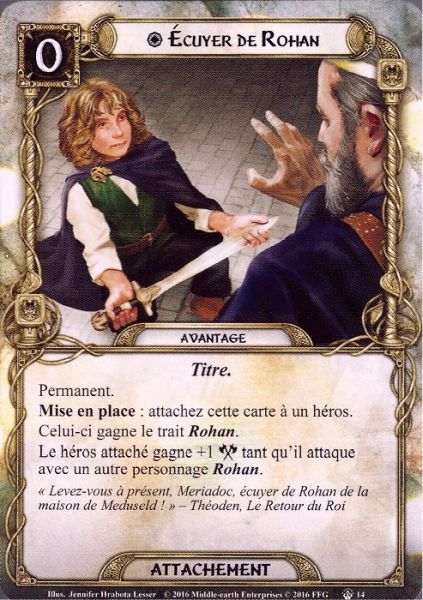 0
Écuyer de Rohan
AVANTAGE
Titre.
Permanent.
Mise en place : attachez cette carte à un héros.
Celui-ci gagne le trait Rohan.
Le héros attaché gagne +1 tant qu'il attaque
avec un autre personnage Rohan.
« Levez-vous à présent, Meriadoc, écuyer de Rohan de la
maison de Meduseld ! » – Théoden, Le Retour du Roi
ATTACHEMENT
Illus. Jennifer Hrabota Lesser © 2016 Middle-earth Enterprises © 2016 FFG 14